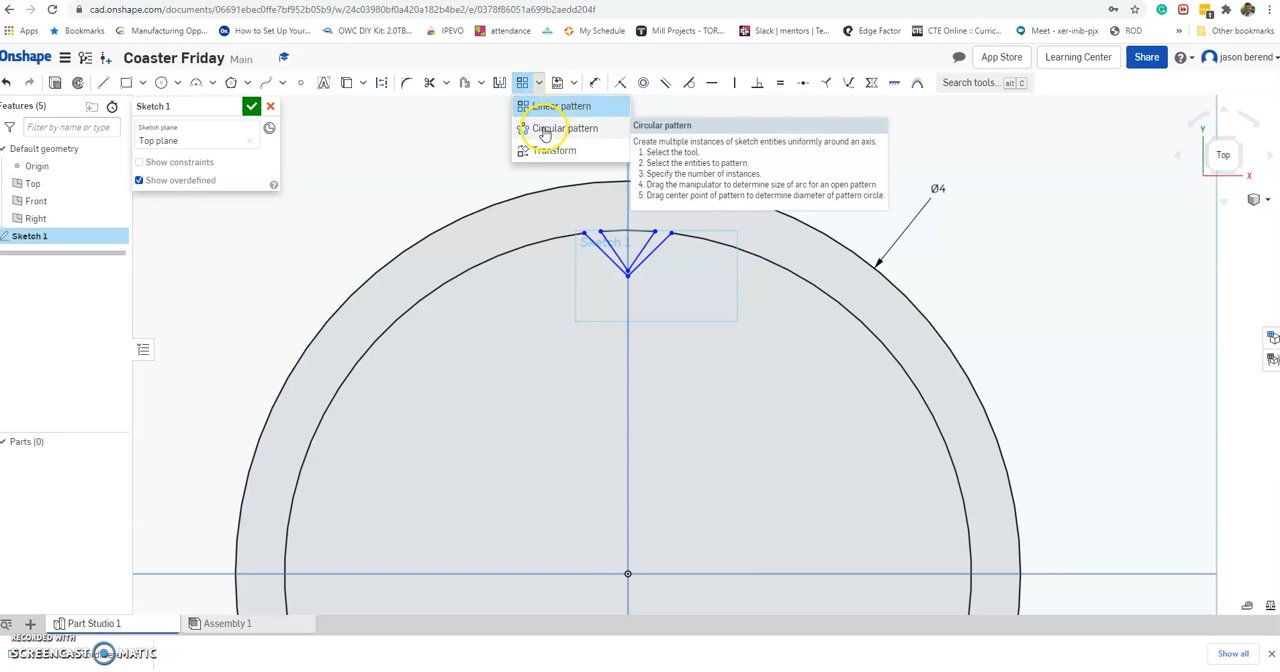 cad.onshape.com/documents/06691ebec0ffe7bf952b05b9/w/24c03980bf0a420a182b4be2/e/0378f86051a699b2aedd204f
Apps Bookmarks Manufacturing Opp... How to Set Up Your... OWC DIY Kit: 2.0TB... IPEVO attendance My Schedule Mill Projects - TOR... Slack | mentors | Te... Edge Factor CTE Online :: Curric... Meet - xer-inib-pjx ROD » Other bookmarks
Onshape Coaster Friday Main App Store Learning Center Share jason berend
Search tools... alt C
Features (5)
Filter by name or type
Default geometry
Origin
Top
Front
Right
Sketch 1
Parts (0)
Sketch 1
Sketch plane
Top plane
Show constraints
Show overdefined
Linear pattern
Circular pattern
Transform
Circular pattern
Create multiple instances of sketch entities uniformly around an axis.
1. Select the tool.
2. Select the entities to pattern.
3. Specify the number of instances.
4. Drag the manipulator to determine size of arc for an open pattern.
5. Drag center point of pattern to determine diameter of pattern circle.
Ø4
Sketch 1
Y
Top
X
Part Studio 1 Assembly 1
RECORDED WITH
SCREENCAST MATIC
Show all